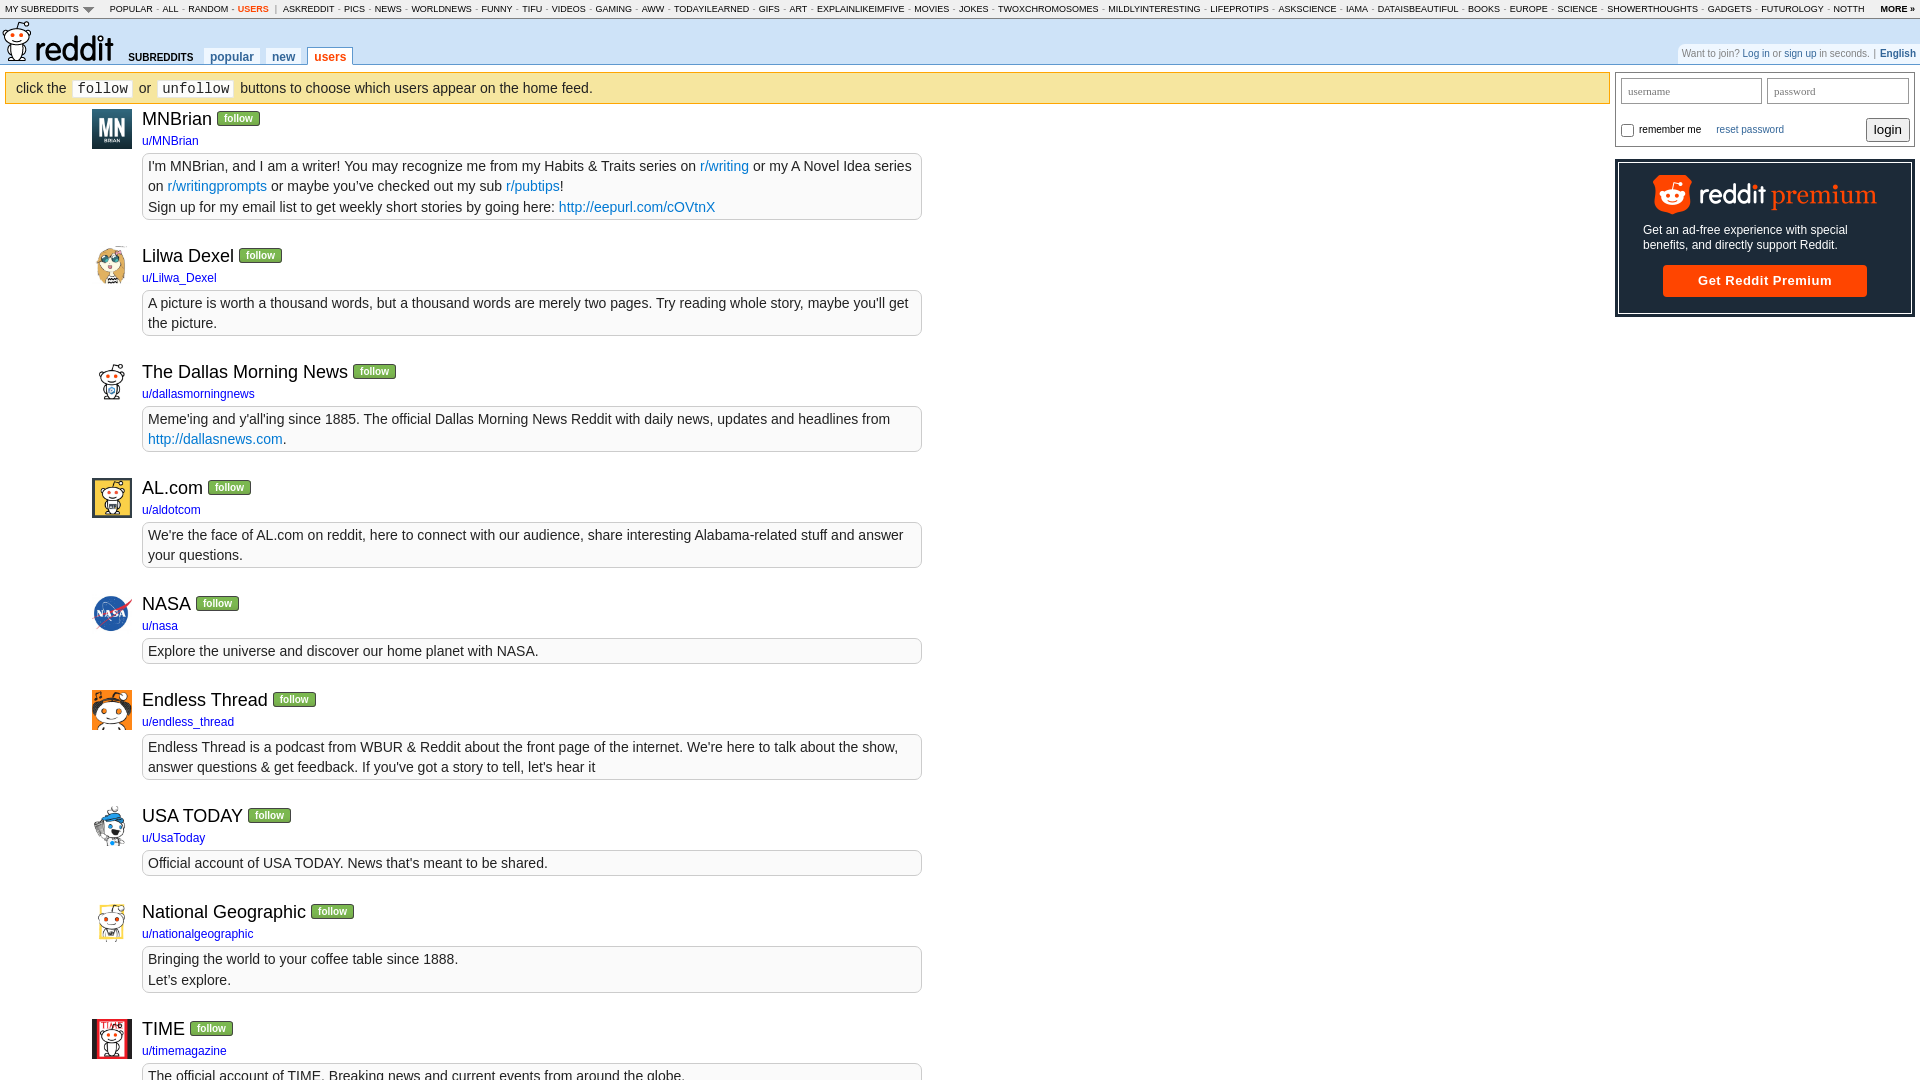 MY SUBREDDITS POPULAR - ALL - RANDOM - USERS | ASKREDDIT - PICS - NEWS - WORLDNEWS - FUNNY - TIFU - VIDEOS - GAMING - AWW - TODAYILEARNED - GIFS - ART - EXPLAINLIKEIMFIVE - MOVIES - JOKES - TWOXCHROMOSOMES - MILDLYINTERESTING - LIFEPROTIPS - ASKSCIENCE - IAMA - DATAISBEAUTIFUL - BOOKS - EUROPE - SCIENCE - SHOWERTHOUGHTS - GADGETS - FUTUROLOGY - NOTTH MORE »
reddit SUBREDDITS popular new users
Want to join? Log in or sign up in seconds. | English
click the follow or unfollow buttons to choose which users appear on the home feed.
username password
remember me reset password login
reddit premium
Get an ad-free experience with special
benefits, and directly support Reddit.
Get Reddit Premium
MN
BRIAN
MNBrian follow
u/MNBrian
I'm MNBrian, and I am a writer! You may recognize me from my Habits & Traits series on r/writing or my A Novel Idea series
on r/writingprompts or maybe you've checked out my sub r/pubtips!
Sign up for my email list to get weekly short stories by going here: http://eepurl.com/cOVtnX
Lilwa Dexel follow
u/Lilwa_Dexel
A picture is worth a thousand words, but a thousand words are merely two pages. Try reading whole story, maybe you'll get
the picture.
The Dallas Morning News follow
u/dallasmorningnews
Meme'ing and y'all'ing since 1885. The official Dallas Morning News Reddit with daily news, updates and headlines from
http://dallasnews.com.
AL.com follow
u/aldotcom
We're the face of AL.com on reddit, here to connect with our audience, share interesting Alabama-related stuff and answer
your questions.
NASA
NASA follow
u/nasa
Explore the universe and discover our home planet with NASA.
Endless Thread follow
u/endless_thread
Endless Thread is a podcast from WBUR & Reddit about the front page of the internet. We're here to talk about the show,
answer questions & get feedback. If you've got a story to tell, let's hear it
USA TODAY follow
u/UsaToday
Official account of USA TODAY. News that's meant to be shared.
National Geographic follow
u/nationalgeographic
Bringing the world to your coffee table since 1888.
Let's explore.
TIME
TIME follow
u/timemagazine
The official account of TIME. Breaking news and current events from around the globe.